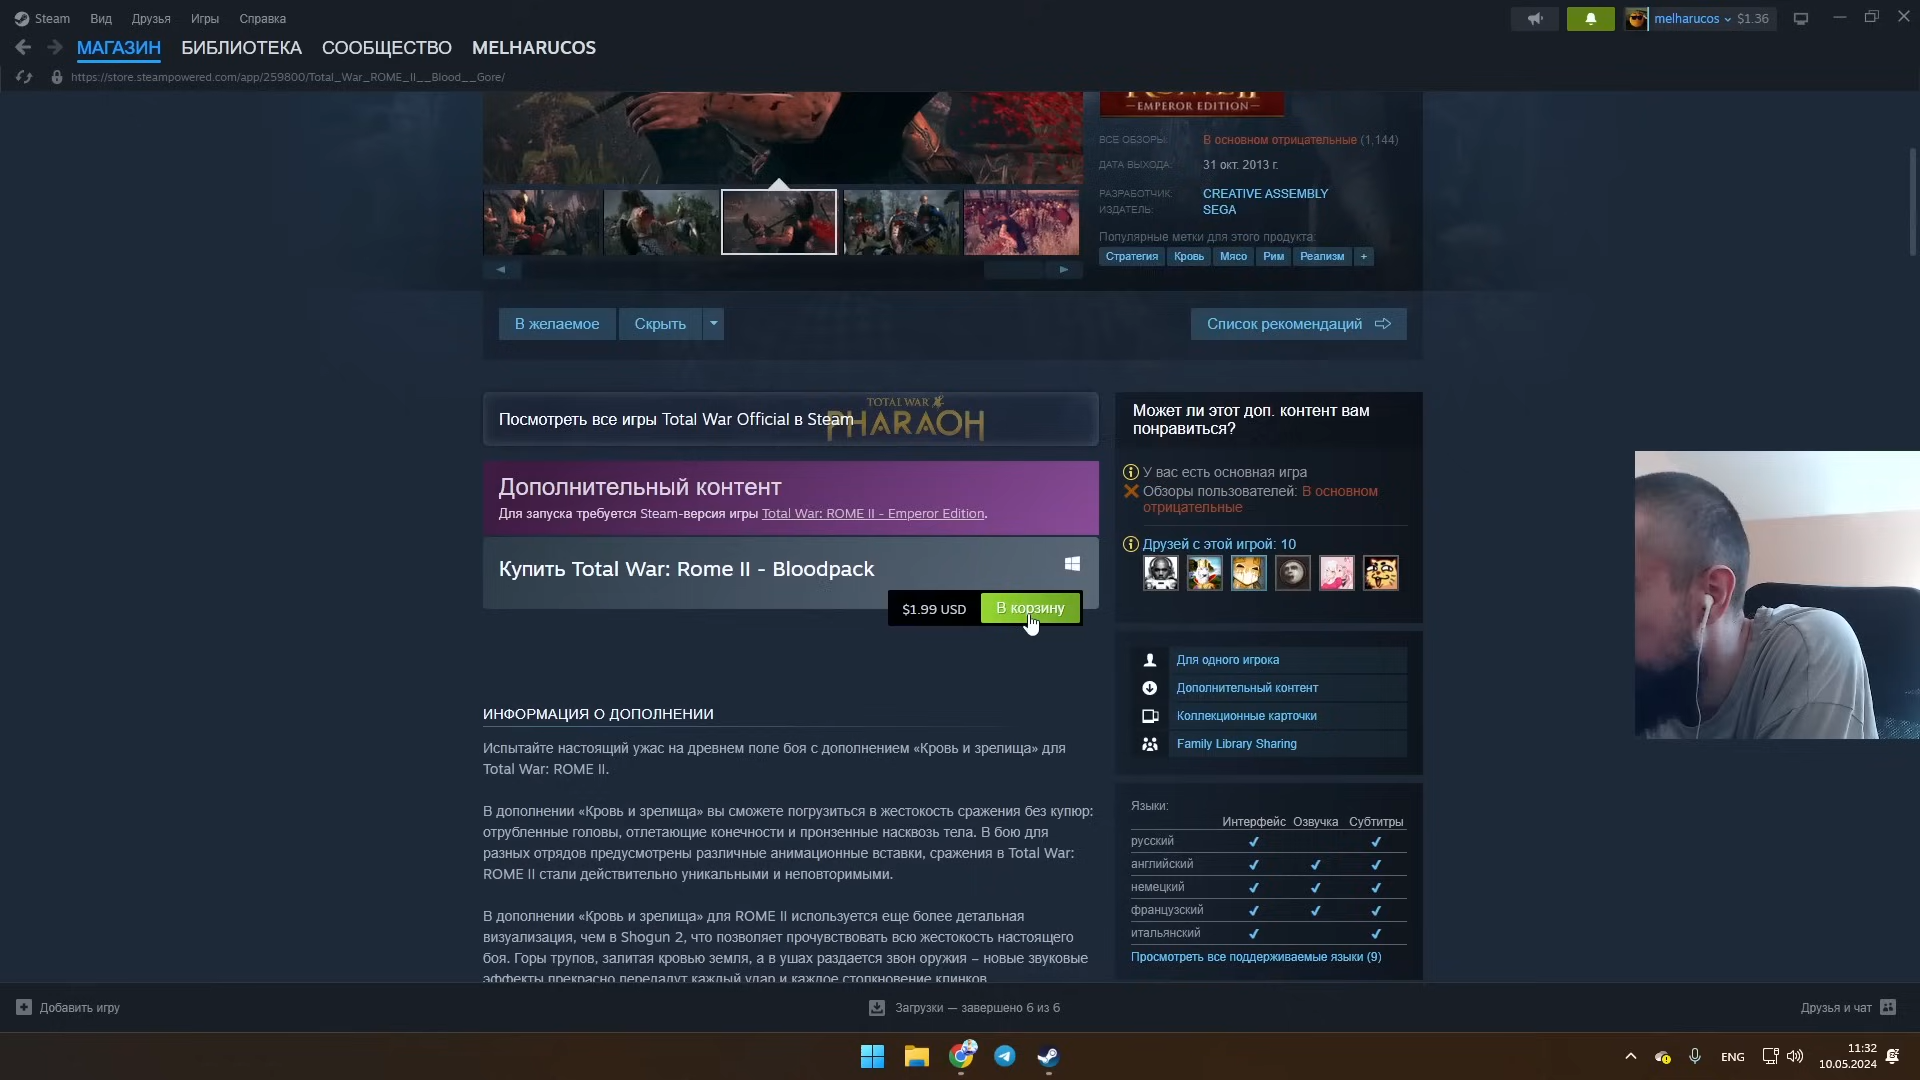 Steam Вид Друзья Игры Справка
melharucos $1.36
МАГАЗИН БИБЛИОТЕКА СООБЩЕСТВО MELHARUCOS
https://store.steampowered.com/app/259800/Total_War_ROME_II__Blood__Gore/
EMPEROR EDITION
ВСЕ ОБЗОРЫ: В основном отрицательные (1,144)
ДАТА ВЫХОДА: 31 окт. 2013 г.
РАЗРАБОТЧИК: CREATIVE ASSEMBLY
ИЗДАТЕЛЬ: SEGA
Популярные метки для этого продукта:
Стратегия Кровь Мясо Рим Реализм +
В желаемое Скрыть Список рекомендаций
Посмотреть все игры Total War Official в Steam
TOTAL WAR
PHARAOH
Дополнительный контент
Для запуска требуется Steam-версия игры Total War: ROME II - Emperor Edition.
Купить Total War: Rome II - Bloodpack
$1.99 USD В корзину
Может ли этот доп. контент вам
понравиться?
У вас есть основная игра
Обзоры пользователей: В основном
отрицательные
Друзей с этой игрой: 10
Для одного игрока
Дополнительный контент
Коллекционные карточки
Family Library Sharing
ИНФОРМАЦИЯ О ДОПОЛНЕНИИ
Испытайте настоящий ужас на древнем поле боя с дополнением «Кровь и зрелища» для
Total War: ROME II.
В дополнении «Кровь и зрелища» вы сможете погрузиться в жестокость сражения без купюр:
отрубленные головы, отлетающие конечности и пронзенные насквозь тела. В бою для
разных отрядов предусмотрены различные анимационные вставки, сражения в Total War:
ROME II стали действительно уникальными и неповторимыми.
В дополнении «Кровь и зрелища» для ROME II используется еще более детальная
визуализация, чем в Shogun 2, что позволяет прочувствовать всю жестокость настоящего
боя. Горы трупов, залитая кровью земля, а в ушах раздается звон оружия – новые звуковые
эффекты прекрасно передадут каждый удар и каждое столкновение клинков.
Языки:
Интерфейс Озвучка Субтитры
русский
английский
немецкий
французский
итальянский
Просмотреть все поддерживаемые языки (9)
Добавить игру Загрузки — завершено 6 из 6 Друзья и чат
ENG 11:32
10.05.2024